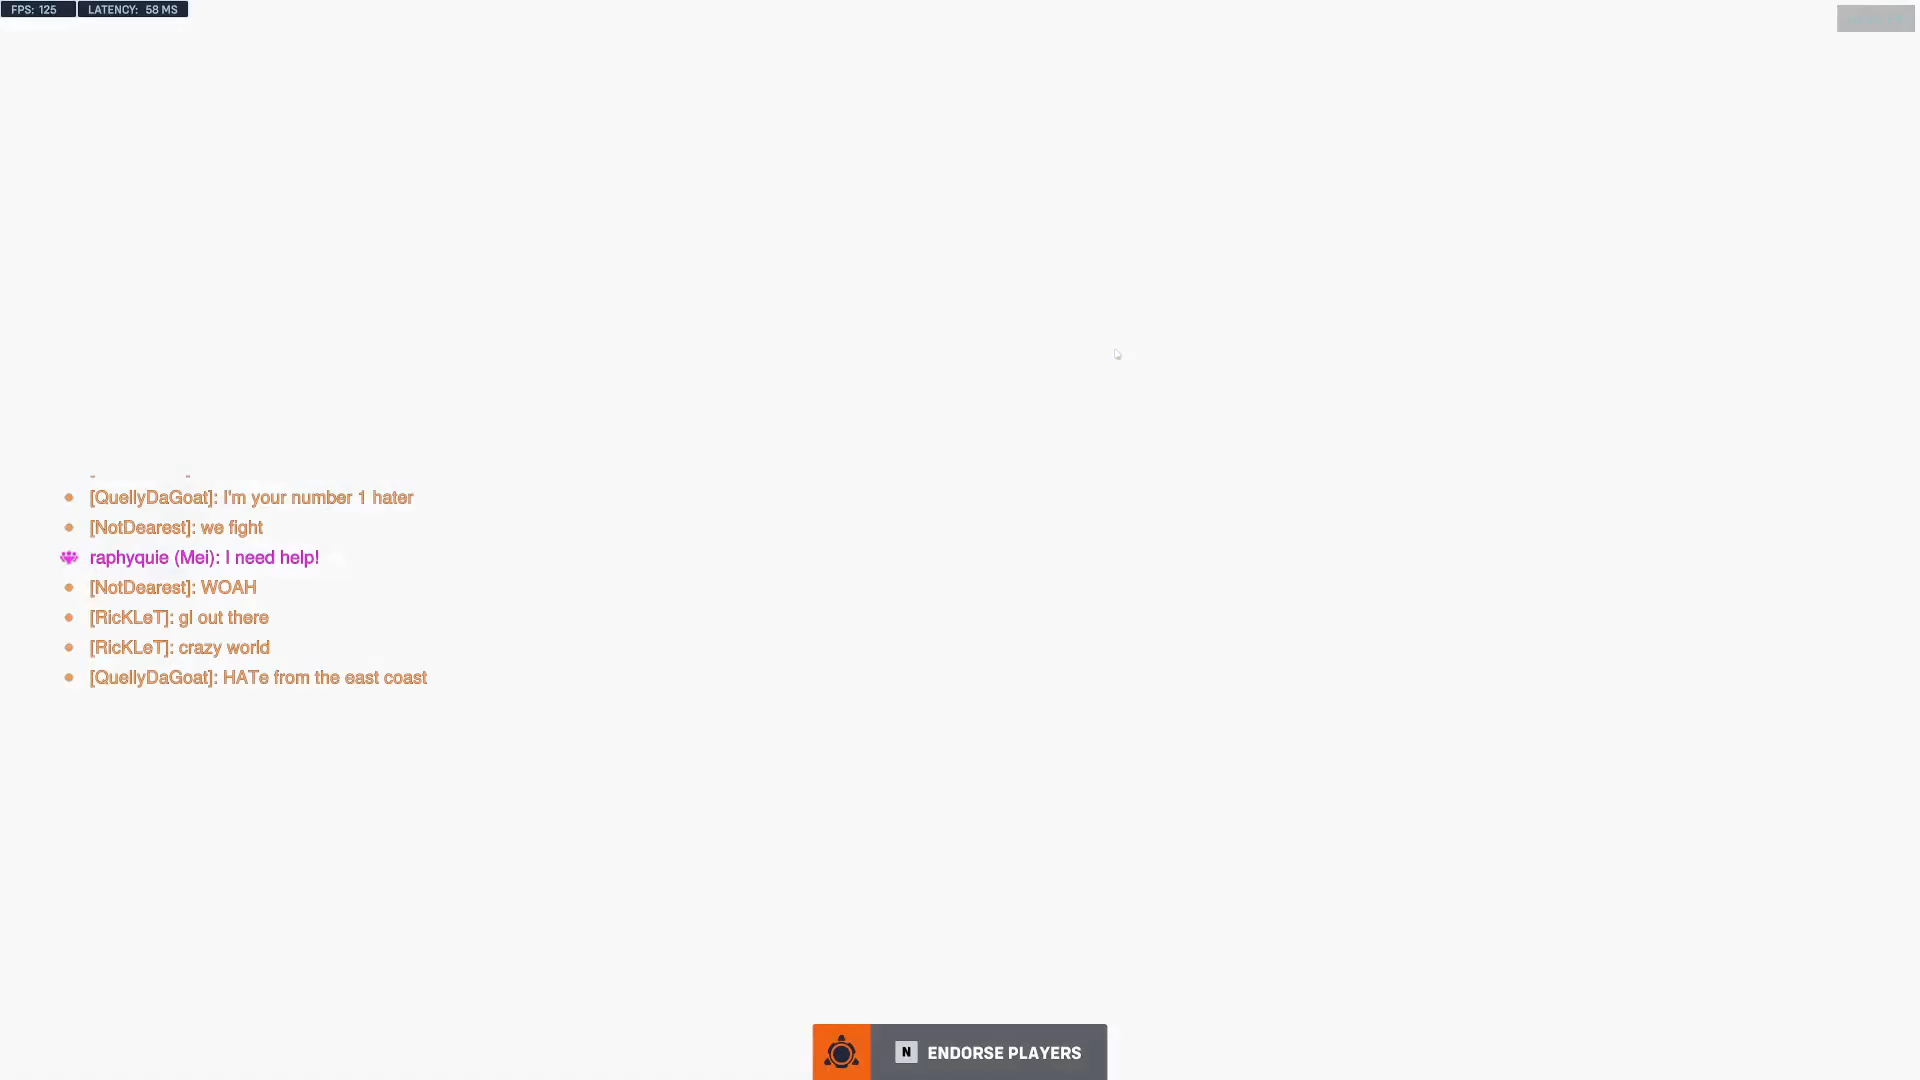 FPS: 125 LATENCY: 58 MS
[QuellyDaGoat]: I'm your number 1 hater
[NotDearest]: we fight
raphyquie (Mei): I need help!
[NotDearest]: WOAH
[RicKLeT]: gl out there
[RicKLeT]: crazy world
[QuellyDaGoat]: HATe from the east coast
N ENDORSE PLAYERS